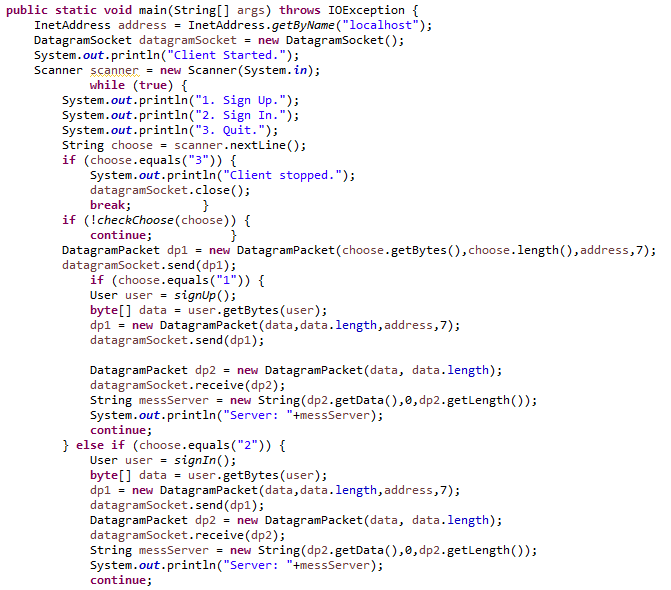 public static void main(String[] args) throws IOException {
    InetAddress address = InetAddress.getByName("localhost");
    DatagramSocket datagramSocket = new DatagramSocket();
    System.out.println("Client Started.");
    Scanner scanner = new Scanner(System.in);
            while (true) {
        System.out.println("1. Sign Up.");
        System.out.println("2. Sign In.");
        System.out.println("3. Quit.");
        String choose = scanner.nextLine();
        if (choose.equals("3")) {
            System.out.println("Client stopped.");
            datagramSocket.close();
            break;          }
        if (!checkChoose(choose)) {
            continue;           }
        DatagramPacket dp1 = new DatagramPacket(choose.getBytes(),choose.length(),address,7);
        datagramSocket.send(dp1);
            if (choose.equals("1")) {
            User user = signUp();
            byte[] data = user.getBytes(user);
            dp1 = new DatagramPacket(data,data.length,address,7);
            datagramSocket.send(dp1);

            DatagramPacket dp2 = new DatagramPacket(data, data.length);
            datagramSocket.receive(dp2);
            String messServer = new String(dp2.getData(),0,dp2.getLength());
            System.out.println("Server: "+messServer);
            continue;
        } else if (choose.equals("2")) {
            User user = signIn();
            byte[] data = user.getBytes(user);
            dp1 = new DatagramPacket(data,data.length,address,7);
            datagramSocket.send(dp1);
            DatagramPacket dp2 = new DatagramPacket(data, data.length);
            datagramSocket.receive(dp2);
            String messServer = new String(dp2.getData(),0,dp2.getLength());
            System.out.println("Server: "+messServer);
            continue;